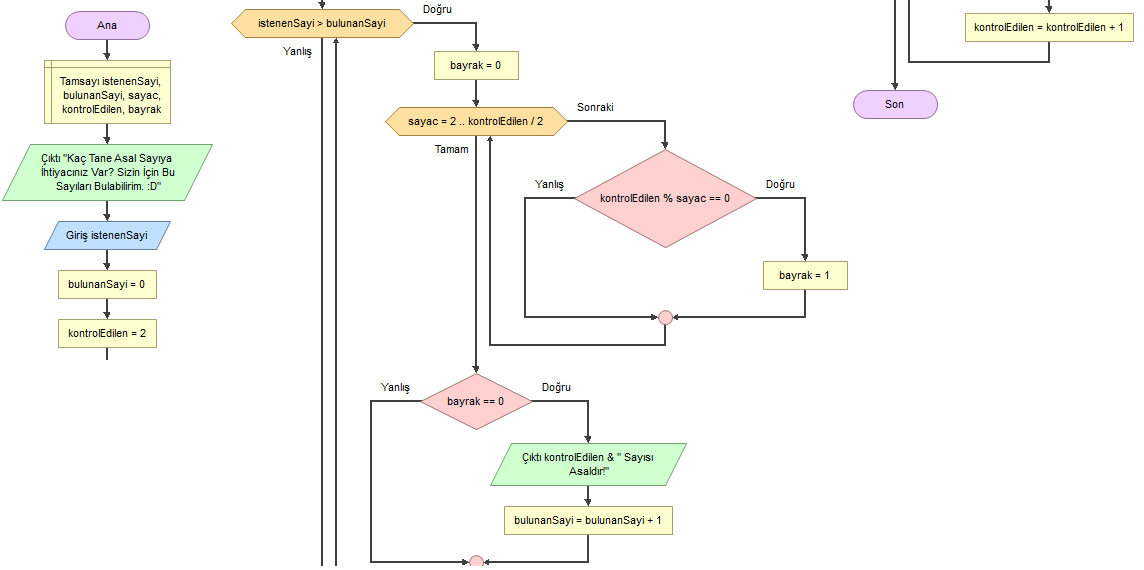 Ana
Tamsayı istenenSayi,
bulunanSayi, sayac,
kontrolEdilen, bayrak
Çıktı "Kaç Tane Asal Sayıya
İhtiyacınız Var? Sizin İçin Bu
Sayıları Bulabilirim. :D"
Giriş istenenSayi
bulunanSayi = 0
kontrolEdilen = 2
istenenSayi > bulunanSayi
Doğru
Yanlış
bayrak = 0
sayac = 2 .. kontrolEdilen / 2
Sonraki
Tamam
kontrolEdilen % sayac == 0
Yanlış
Doğru
bayrak = 1
bayrak == 0
Yanlış
Doğru
Çıktı kontrolEdilen & " Sayısı
Asaldır!"
bulunanSayi = bulunanSayi + 1
kontrolEdilen = kontrolEdilen + 1
Son